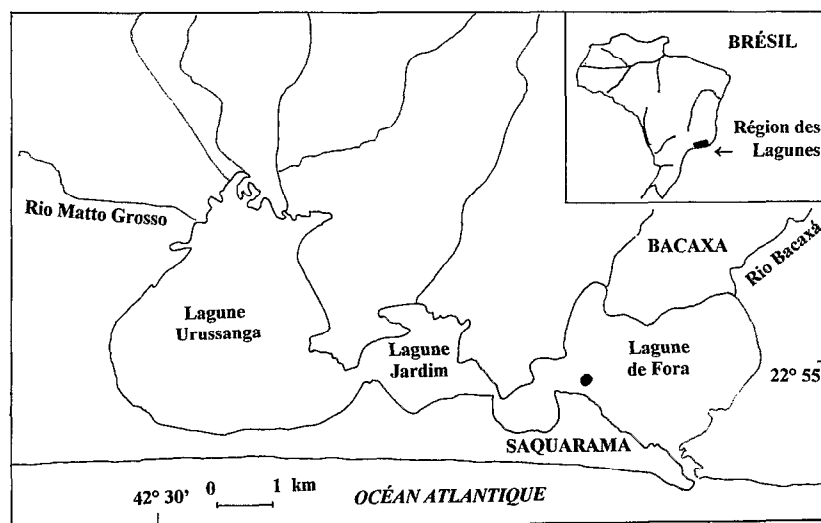 BRÉSIL
Région des
← Lagunes
Rio Matto Grosso
BACAXA
Rio Bacaxá
Lagune
Urussanga
Lagune
Jardim
Lagune
de Fora
22° 55'
SAQUARAMA
42° 30' 0 1 km
OCÉAN ATLANTIQUE